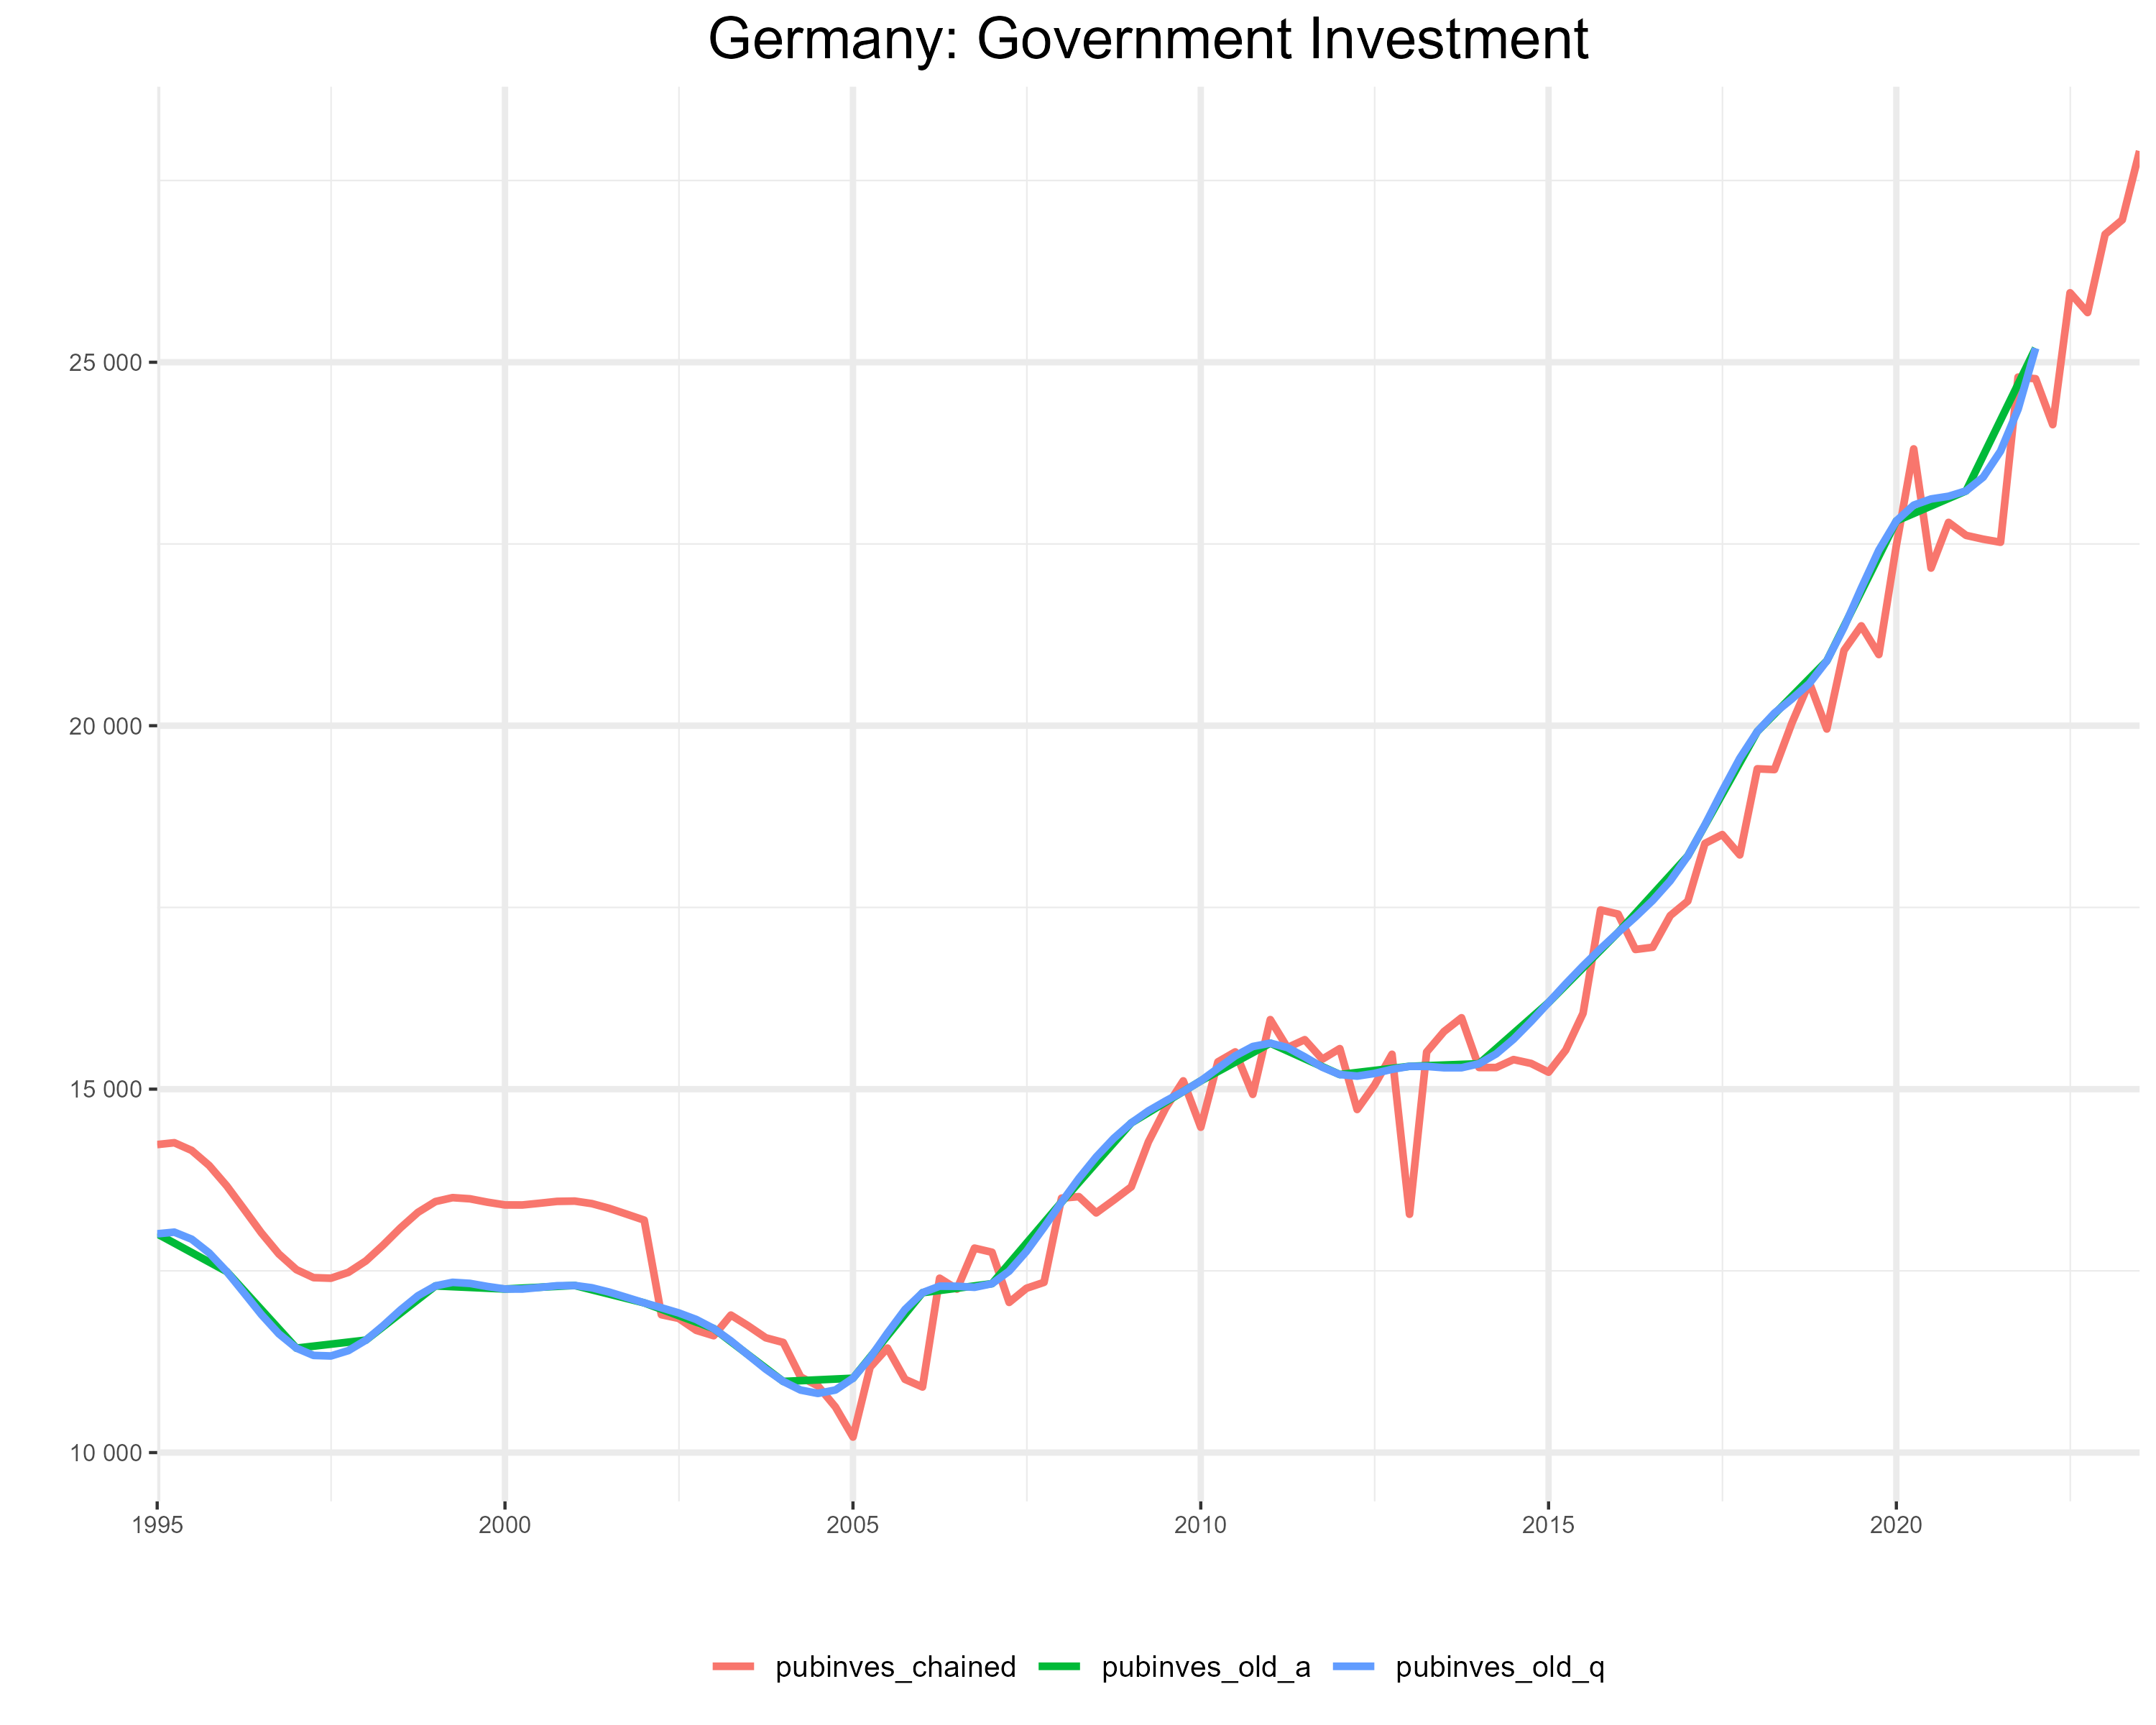 Germany: Government Investment
25 000
20 000
15 000
10 000
1995 2000 2005 2010 2015 2020
pubinves_chained pubinves_old_a pubinves_old_q